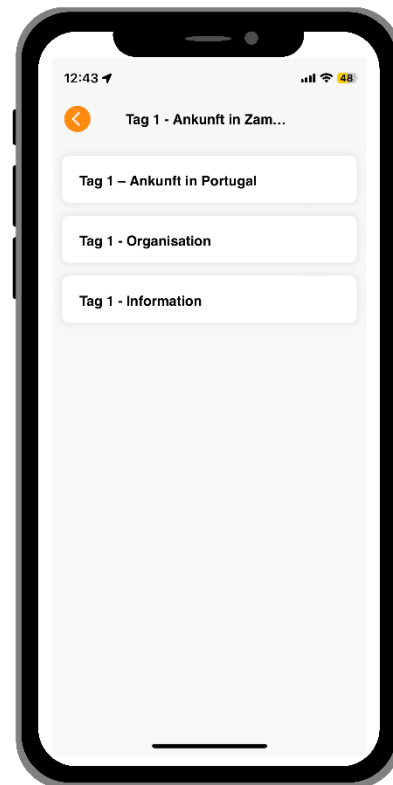 12:43
48
Tag 1 - Ankunft in Zam...
Tag 1 – Ankunft in Portugal
Tag 1 - Organisation
Tag 1 - Information